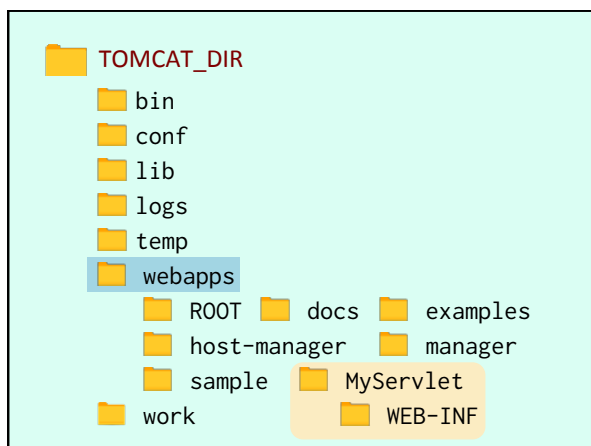 TOMCAT_DIR
bin
conf
lib
logs
temp
webapps
ROOT docs examples
host-manager manager
sample MyServlet
work WEB-INF